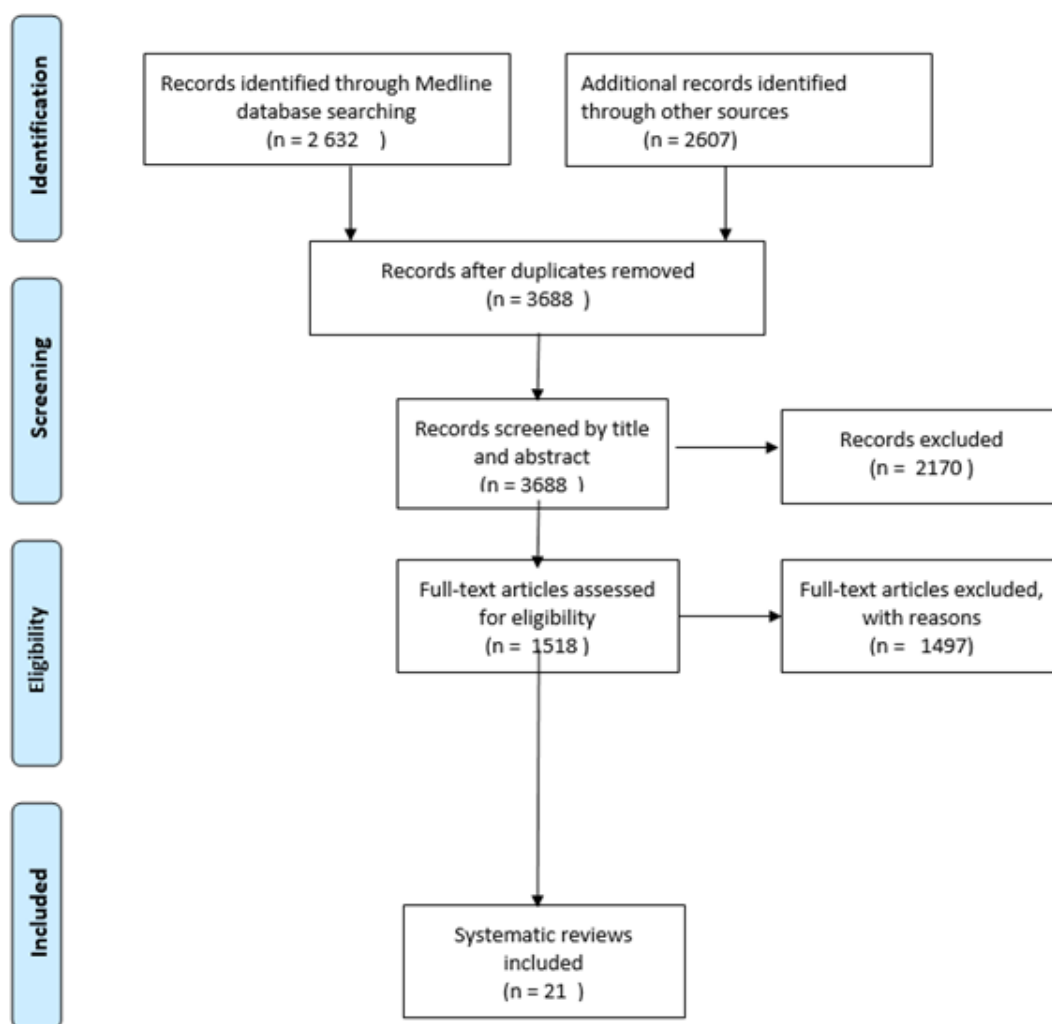 Identification
Records identified through Medline
database searching
(n = 2 632    )
Additional records identified
through other sources
(n = 2607)
Records after duplicates removed
(n = 3688  )
Screening
Records screened by title
and abstract
(n = 3688  )
Records excluded
(n =  2170 )
Eligibility
Full-text articles assessed
for eligibility
(n =  1518 )
Full-text articles excluded,
with reasons
(n =   1497)
Included
Systematic reviews
included
(n = 21  )